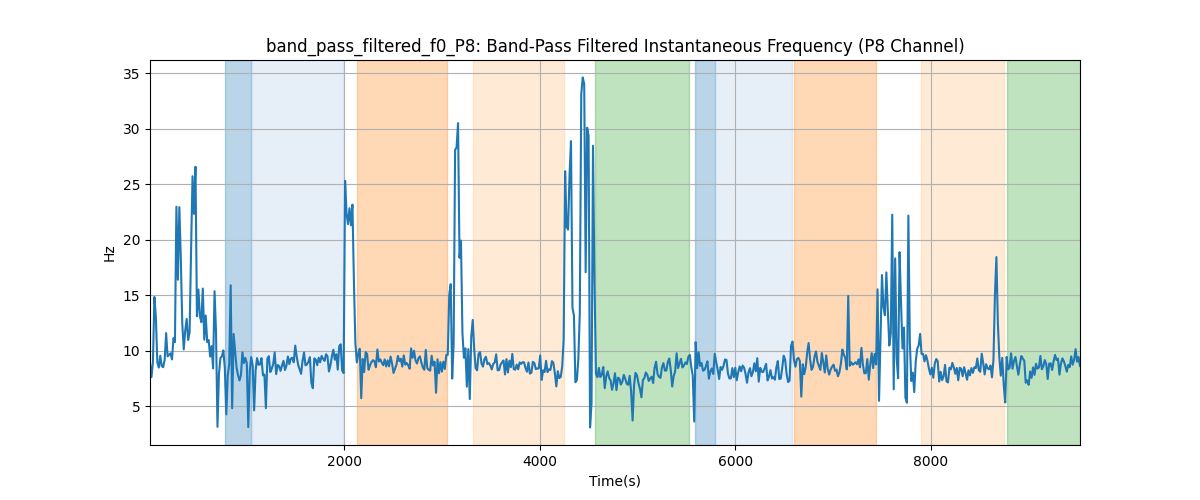 band_pass_filtered_f0_P8: Band-Pass Filtered Instantaneous Frequency (P8 Channel)
35
30
25
20
15
10
5
Hz
2000 4000 6000 8000
Time(s)